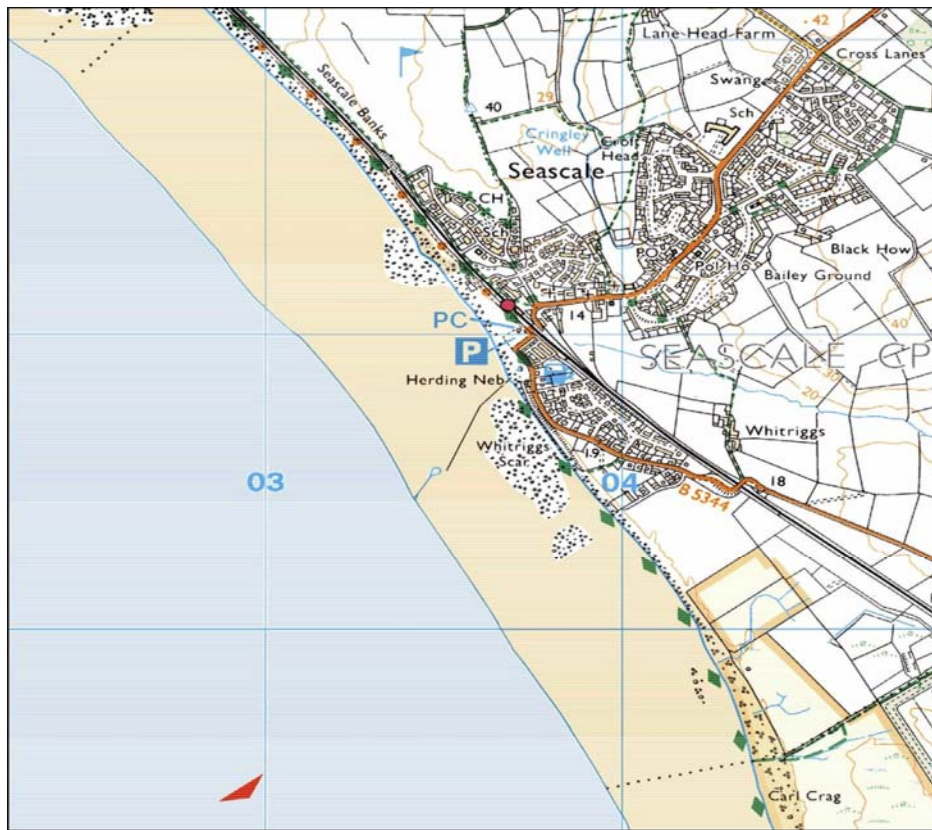 42
Lane Head Farm
Cross Lanes
Swang
Sch
Seascale Banks
40
29
Cringley
Well
Croft
Head
Seascale
CH
Sch
PO
Pol Ho
Black How
Bailey Ground
40
14
PC
P
SEASCALE CP
30
20
Herding Neb
Whitriggs
Whitriggs
Scar
19
03
04
18
B 5344
Carl Crag